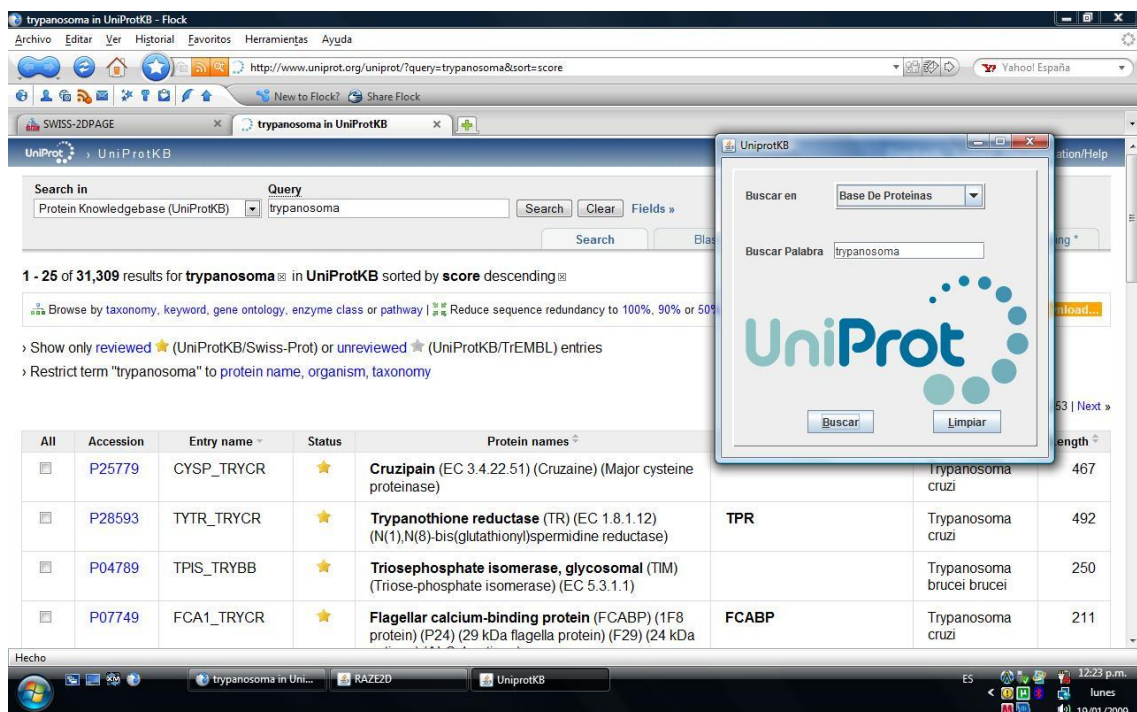 trypanosoma in UniProtKB - Flock
Archivo Editar Ver Historial Favoritos Herramientas Ayuda
http://www.uniprot.org/uniprot/?query=trypanosoma&sort=score
Yahoo! España
New to Flock? Share Flock
SWISS-2DPAGE
trypanosoma in UniProtKB
UniProt › UniProtKB
ation/Help
Search in
Query
Protein Knowledgebase (UniProtKB)
trypanosoma
Search
Clear
Fields »
Search
Blas
ing *
1 - 25 of 31,309 results for trypanosoma in UniProtKB sorted by score descending
Browse by taxonomy, keyword, gene ontology, enzyme class or pathway | Reduce sequence redundancy to 100%, 90% or 50%
nload...
› Show only reviewed (UniProtKB/Swiss-Prot) or unreviewed (UniProtKB/TrEMBL) entries
› Restrict term "trypanosoma" to protein name, organism, taxonomy
53 | Next »
UniprotKB
Buscar en
Base De Proteinas
Buscar Palabra
trypanosoma
UniProt
Buscar
Limpiar
All Accession Entry name Status Protein names ength
P25779 CYSP_TRYCR Cruzipain (EC 3.4.22.51) (Cruzaine) (Major cysteine Trypanosoma 467
proteinase) cruzi
P28593 TYTR_TRYCR Trypanothione reductase (TR) (EC 1.8.1.12) TPR Trypanosoma 492
(N(1),N(8)-bis(glutathionyl)spermidine reductase) cruzi
P04789 TPIS_TRYBB Triosephosphate isomerase, glycosomal (TIM) Trypanosoma 250
(Triose-phosphate isomerase) (EC 5.3.1.1) brucei brucei
P07749 FCA1_TRYCR Flagellar calcium-binding protein (FCABP) (1F8 FCABP Trypanosoma 211
protein) (P24) (29 kDa flagella protein) (F29) (24 kDa cruzi
Hecho
trypanosoma in Uni...
RAZE2D
UniprotKB
ES
12:23 p.m.
lunes
19/01/2009